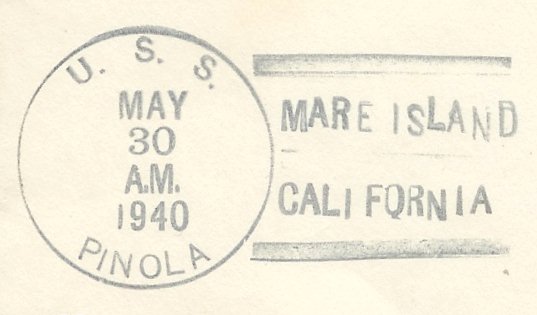 U. S. S.
MAY
30
A.M.
1940
PINOLA
MARE ISLAND
CALIFORNIA